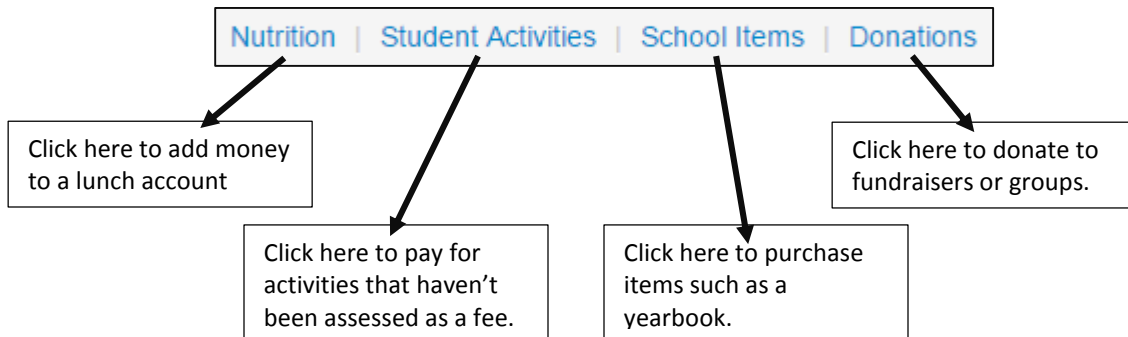 Nutrition | Student Activities | School Items | Donations
Click here to add money
to a lunch account
Click here to donate to
fundraisers or groups.
Click here to pay for
activities that haven’t
been assessed as a fee.
Click here to purchase
items such as a
yearbook.